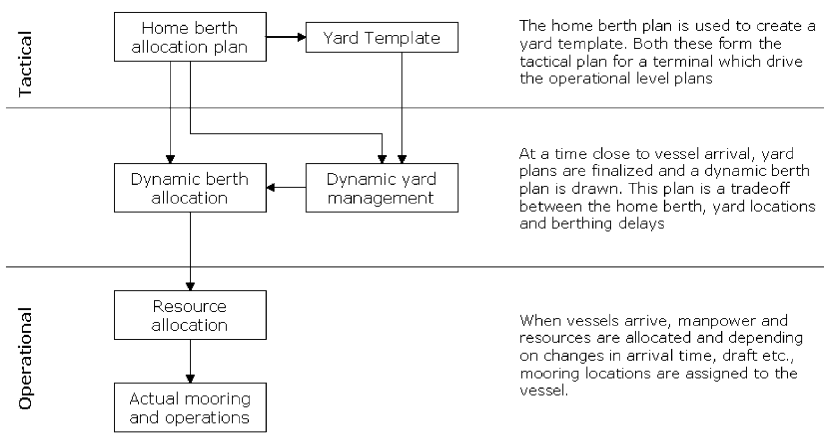 Tactical
Home berth
allocation plan
Yard Template
The home berth plan is used to create a
yard template. Both these form the
tactical plan for a terminal which drive
the operational level plans
Dynamic berth
allocation
Dynamic yard
management
At a time close to vessel arrival, yard
plans are finalized and a dynamic berth
plan is drawn. This plan is a tradeoff
between the home berth, yard locations
and berthing delays
Operational
Resource
allocation
Actual mooring
and operations
When vessels arrive, manpower and
resources are allocated and depending
on changes in arrival time, draft etc.,
mooring locations are assigned to the
vessel.